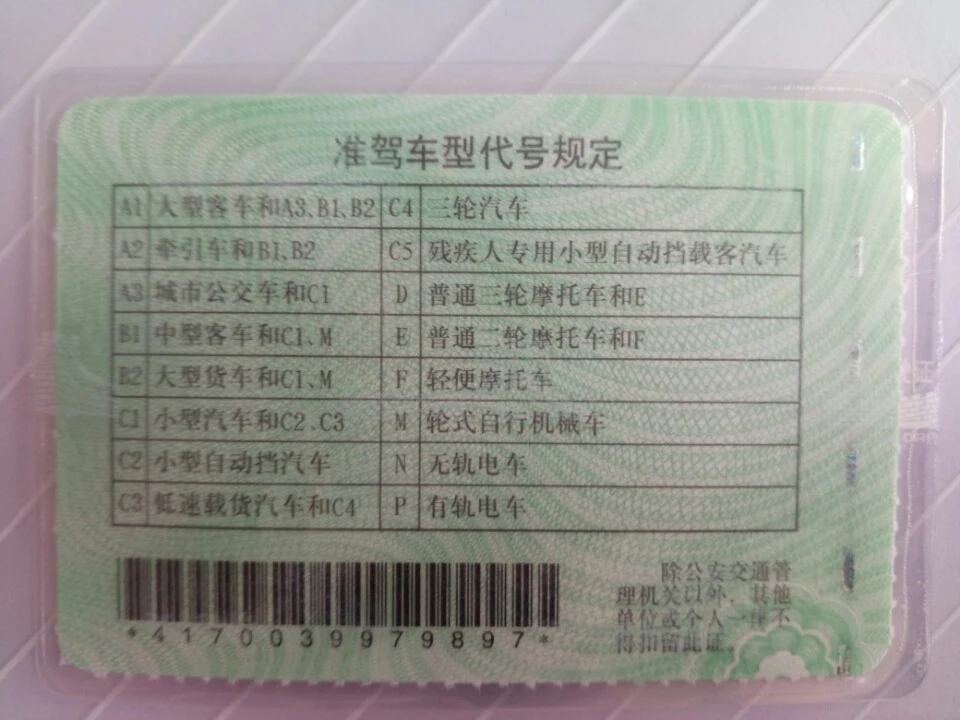 准驾车型代号规定
A1 大型客车和A3、B1、B2 C4 三轮汽车
A2 牵引车和B1、B2 C5 残疾人专用小型自动挡载客汽车
A3 城市公交车和C1 D 普通三轮摩托车和E
B1 中型客车和C1、M E 普通二轮摩托车和F
B2 大型货车和C1、M F 轻便摩托车
C1 小型汽车和C2、C3 M 轮式自行机械车
C2 小型自动挡汽车 N 无轨电车
C3 低速载货汽车和C4 P 有轨电车
除公安交通管
理机关以外，其他
单位或个人一律不
得扣留此证。
*4170039979897*